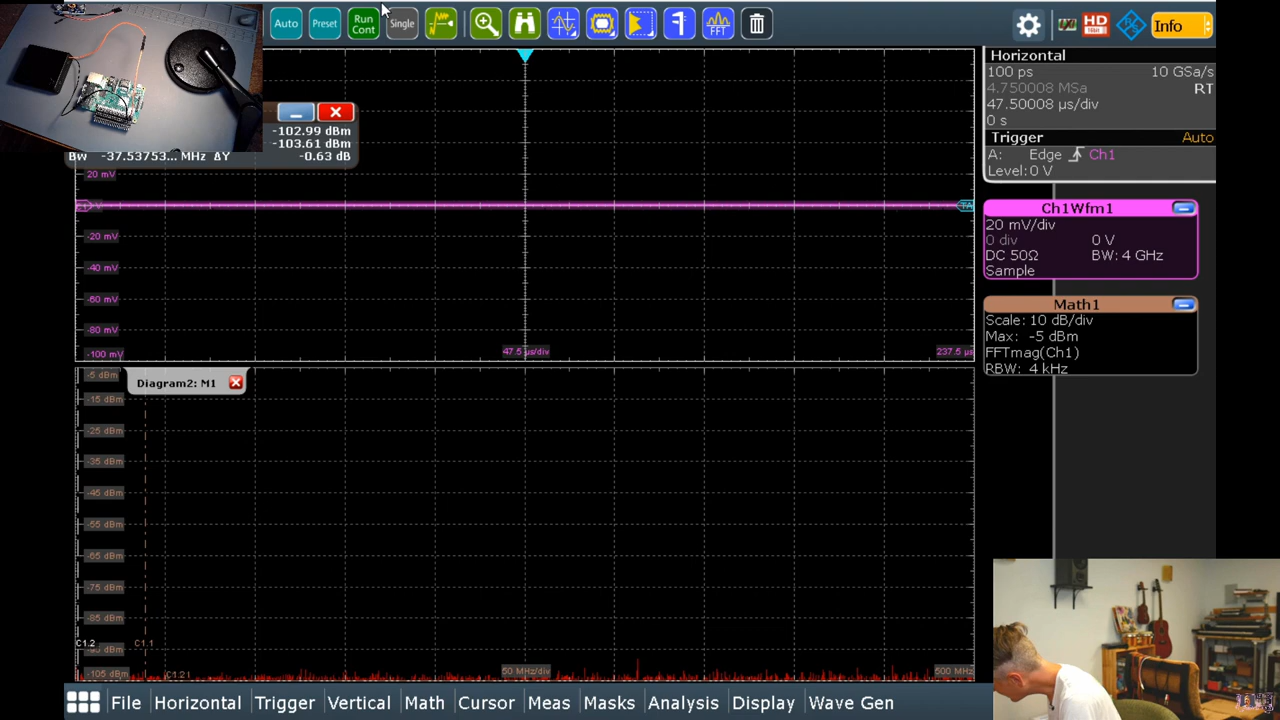 Auto
Preset
Run
Cont
Single
FFT
HD
16bit
Info
-102.99 dBm
-103.61 dBm
Bw -37.53753... MHz ΔY -0.63 dB
20 mV
-20 mV
-40 mV
-60 mV
-80 mV
-100 mV
47.5 µs/div
237.5 µs
TA
Horizontal
100 ps 10 GSa/s
4.750008 MSa RT
47.50008 µs/div
0 s
Trigger Auto
A: Edge Ch1
Level: 0 V
Ch1Wfm1
20 mV/div
0 div 0 V
DC 50Ω BW: 4 GHz
Sample
Math1
Scale: 10 dB/div
Max: -5 dBm
FFTmag(Ch1)
RBW: 4 kHz
Diagram2: M1
-5 dBm
-15 dBm
-25 dBm
-35 dBm
-45 dBm
-55 dBm
-65 dBm
-75 dBm
-85 dBm
-95 dBm
-105 dBm
C1.2
C1.1
C1.21
50 MHz/div
500 MHz
File
Horizontal
Trigger
Vertical
Math
Cursor
Meas
Masks
Analysis
Display
Wave Gen